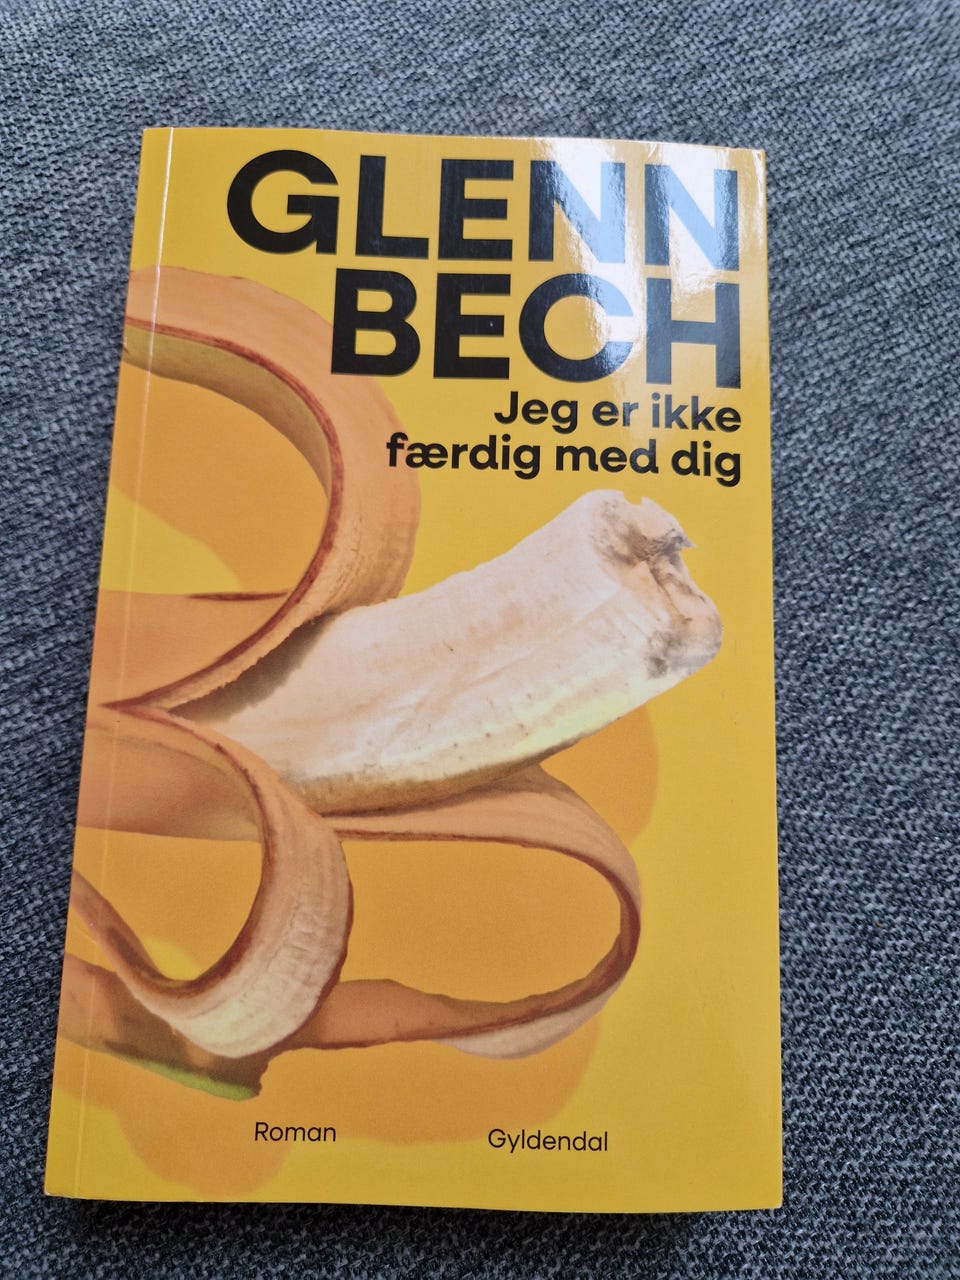 GLENN
BECH
Jeg er ikke
færdig med dig
Roman
Gyldendal